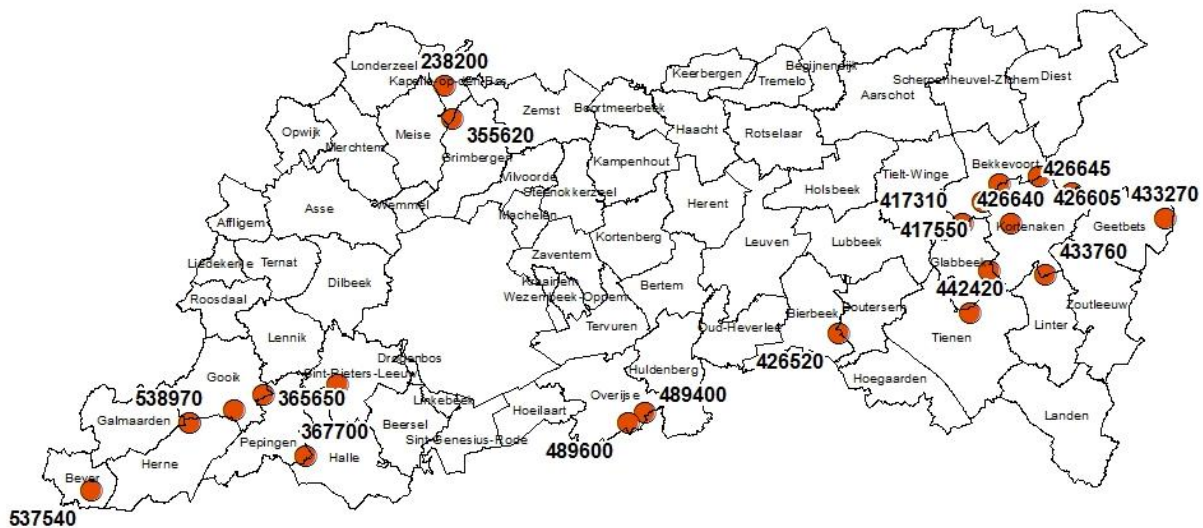 Londerzeel
238200
Kapelle-op-den-Bos
Keerbergen
Tremelo
Begijnendijk
Scherpenheuvel-Zichem
Diest
Aarschot
Zemst
Boortmeerbeek
Opwijk
Merchtem
Meise
355620
Grimbergen
Haacht
Rotselaar
Kampenhout
Vilvoorde
Steenokkerzeel
Bekkevoort
426645
Tielt-Winge
Holsbeek
417310
426640
426605
433270
Affligem
Asse
Wemmel
Machelen
Herent
417550
Kortenaken
Geetbets
Kortenberg
Leuven
Lubbeek
433760
Liedekerke
Ternat
Dilbeek
Zaventem
Glabbeek
Kraainem
Bertem
442420
Roosdaal
Wezembeek-Oppem
Bierbeek
Boutersem
Zoutleeuw
Lennik
Tervuren
Oud-Heverlee
Tienen
Linter
Drogenbos
426520
Sint-Pieters-Leeuw
Huldenberg
Gooik
Hoegaarden
538970
365650
Linkebeek
Overijse
489400
Galmaarden
Hoeilaart
Landen
367700
Beersel
Pepingen
Sint-Genesius-Rode
489600
Herne
Halle
Bever
537540